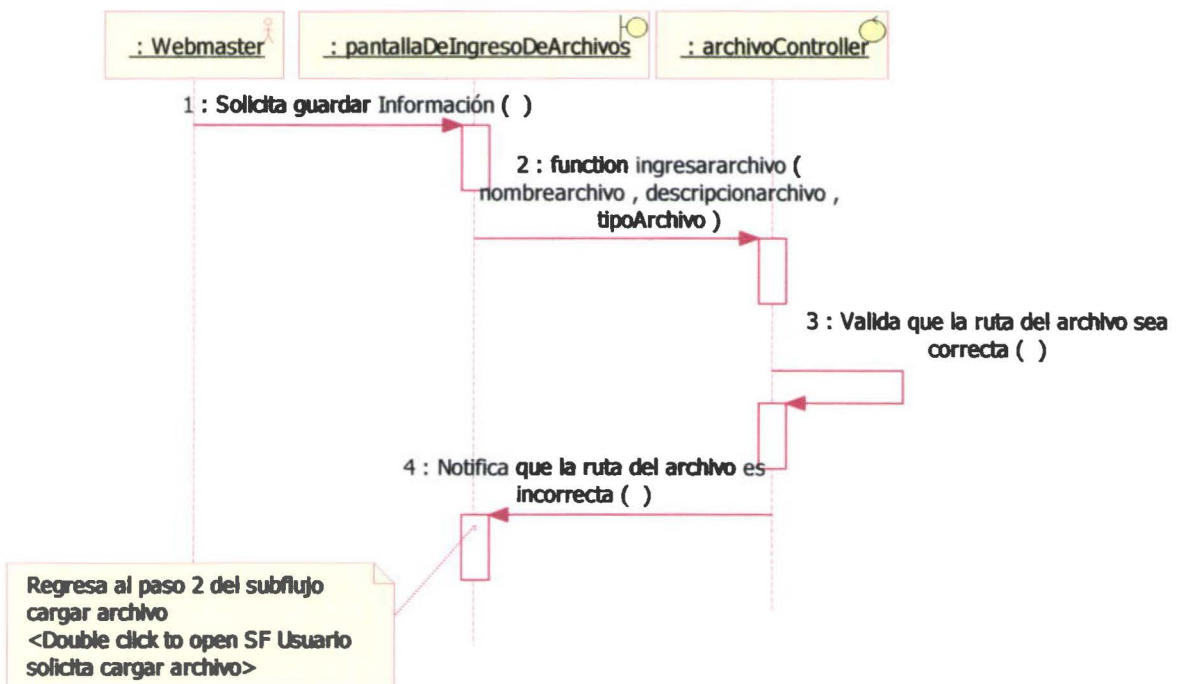 : Webmaster
: pantallaDeIngresoDeArchivos
: archivoController
1 : Solicita guardar Información ( )
2 : function ingresararchivo (
nombrearchivo , descripcionarchivo ,
tipoArchivo )
3 : Valida que la ruta del archivo sea
correcta ( )
4 : Notifica que la ruta del archivo es
incorrecta ( )
Regresa al paso 2 del subflujo
cargar archivo
<Double click to open SF Usuario
solicita cargar archivo>